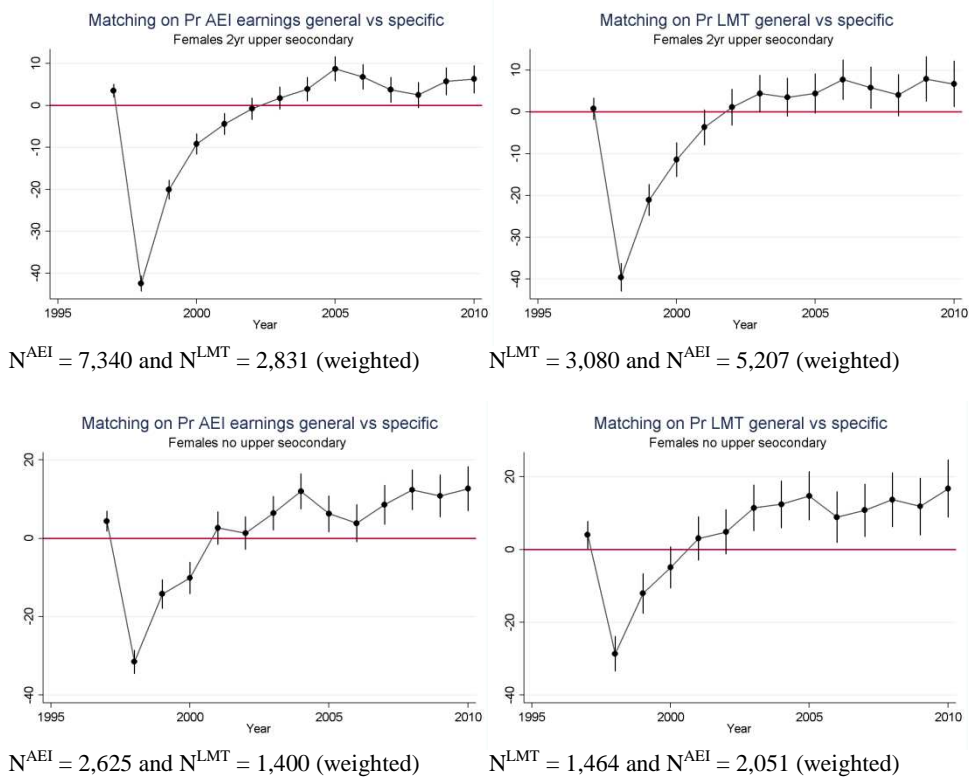 Matching on Pr AEI earnings general vs specific
Females 2yr upper seocondary
10
0
-10
-20
-30
-40
1995
2000
2005
2010
Year
N^AEI = 7,340 and N^LMT = 2,831 (weighted)
Matching on Pr LMT general vs specific
Females 2yr upper seocondary
10
0
-10
-20
-30
-40
1995
2000
2005
2010
Year
N^LMT = 3,080 and N^AEI = 5,207 (weighted)
Matching on Pr AEI earnings general vs specific
Females no upper seocondary
20
0
-20
-40
1995
2000
2005
2010
Year
N^AEI = 2,625 and N^LMT = 1,400 (weighted)
Matching on Pr LMT general vs specific
Females no upper seocondary
20
0
-20
-40
1995
2000
2005
2010
Year
N^LMT = 1,464 and N^AEI = 2,051 (weighted)